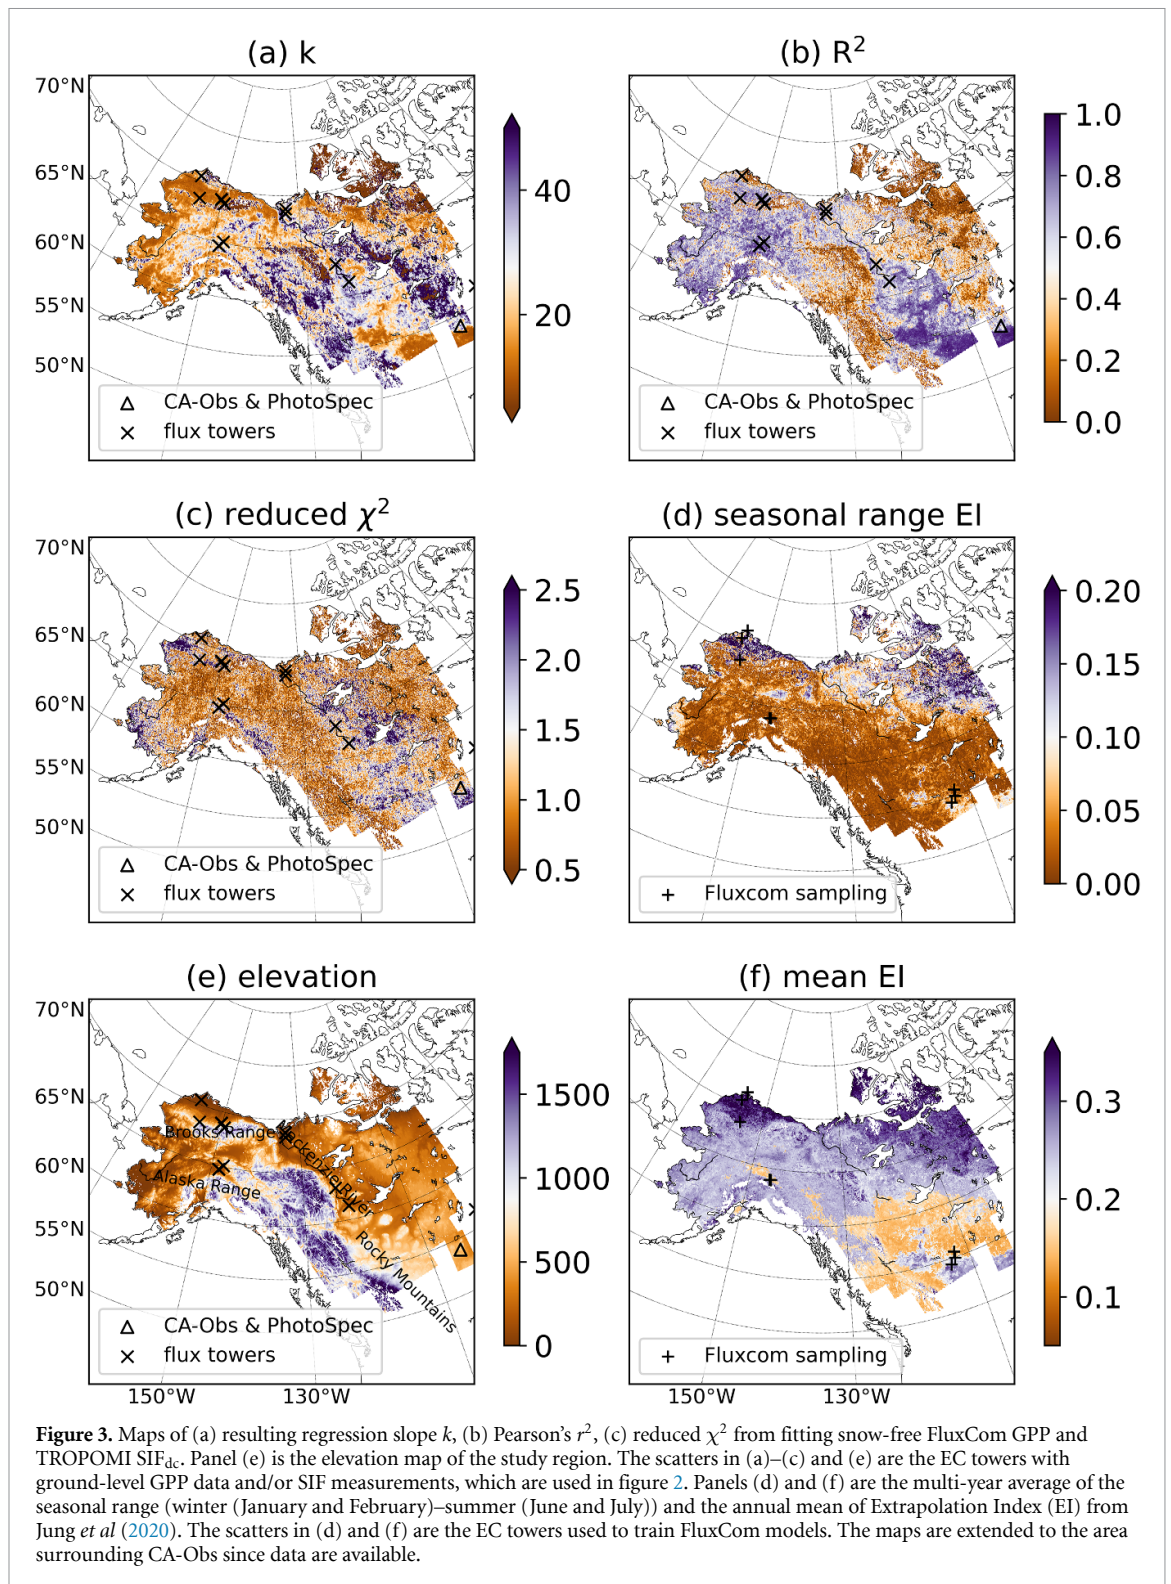 (a) k
(b) R²
70°N
65°N
60°N
55°N
50°N
40
20
1.0
0.8
0.6
0.4
0.2
0.0
CA-Obs & PhotoSpec
flux towers
CA-Obs & PhotoSpec
flux towers
(c) reduced χ²
(d) seasonal range EI
70°N
65°N
60°N
55°N
50°N
2.5
2.0
1.5
1.0
0.5
0.20
0.15
0.10
0.05
0.00
CA-Obs & PhotoSpec
flux towers
Fluxcom sampling
(e) elevation
(f) mean EI
70°N
65°N
60°N
55°N
50°N
Brooks Range
Mackenzie River
Alaska Range
Rocky Mountains
1500
1000
500
0
0.3
0.2
0.1
CA-Obs & PhotoSpec
flux towers
Fluxcom sampling
150°W
130°W
150°W
130°W
Figure 3. Maps of (a) resulting regression slope k, (b) Pearson's r², (c) reduced χ² from fitting snow-free FluxCom GPP and
TROPOMI SIFdc. Panel (e) is the elevation map of the study region. The scatters in (a)–(c) and (e) are the EC towers with
ground-level GPP data and/or SIF measurements, which are used in figure 2. Panels (d) and (f) are the multi-year average of the
seasonal range (winter (January and February)–summer (June and July)) and the annual mean of Extrapolation Index (EI) from
Jung et al (2020). The scatters in (d) and (f) are the EC towers used to train FluxCom models. The maps are extended to the area
surrounding CA-Obs since data are available.